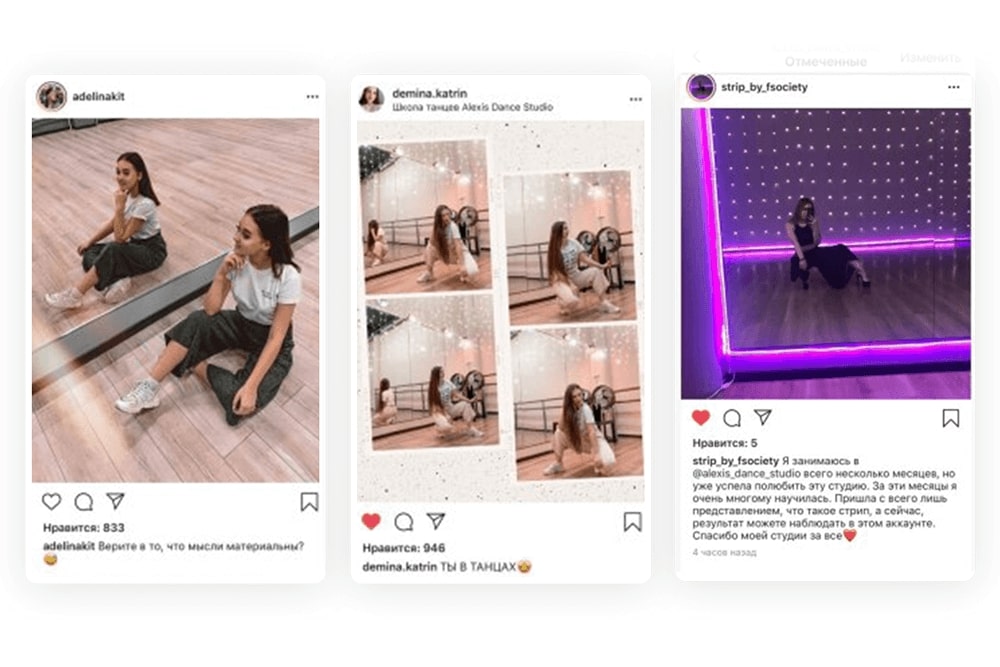 adelinakit
Нравится: 833
adelinakit Верите в то, что мысли материальны?
demina.katrin
Школа танцев Alexis Dance Studio
Нравится: 946
demina.katrin ТЫ В ТАНЦАХ
Отмеченные
Изменить
strip_by_fsociety
Нравится: 5
strip_by_fsociety Я занимаюсь в
@alexis_dance_studio всего несколько месяцев, но
уже успела полюбить эту студию. За эти месяцы я
очень многому научилась. Пришла с всего лишь
представлением, что такое стрип, а сейчас,
результат можете наблюдать в этом аккаунте.
Спасибо моей студии за все
4 часов назад